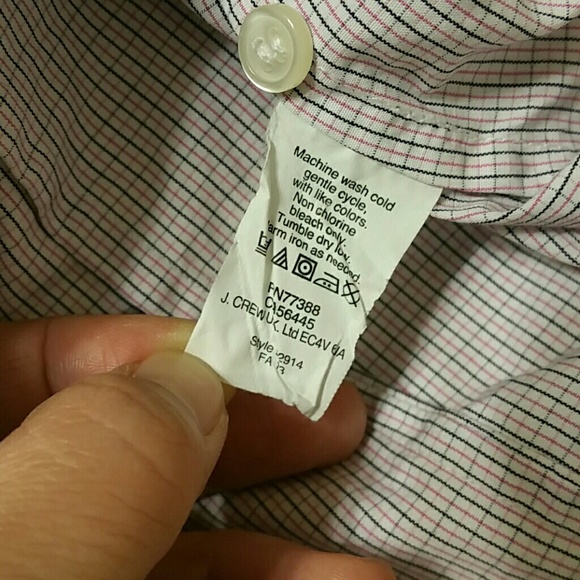 Machine wash cold
gentle cycle,
with like colors.
Non chlorine
bleach only.
Tumble dry low.
Warm iron as needed.
RN77388
CA56445
J. CREW UK. Ltd EC4V 6A
Style